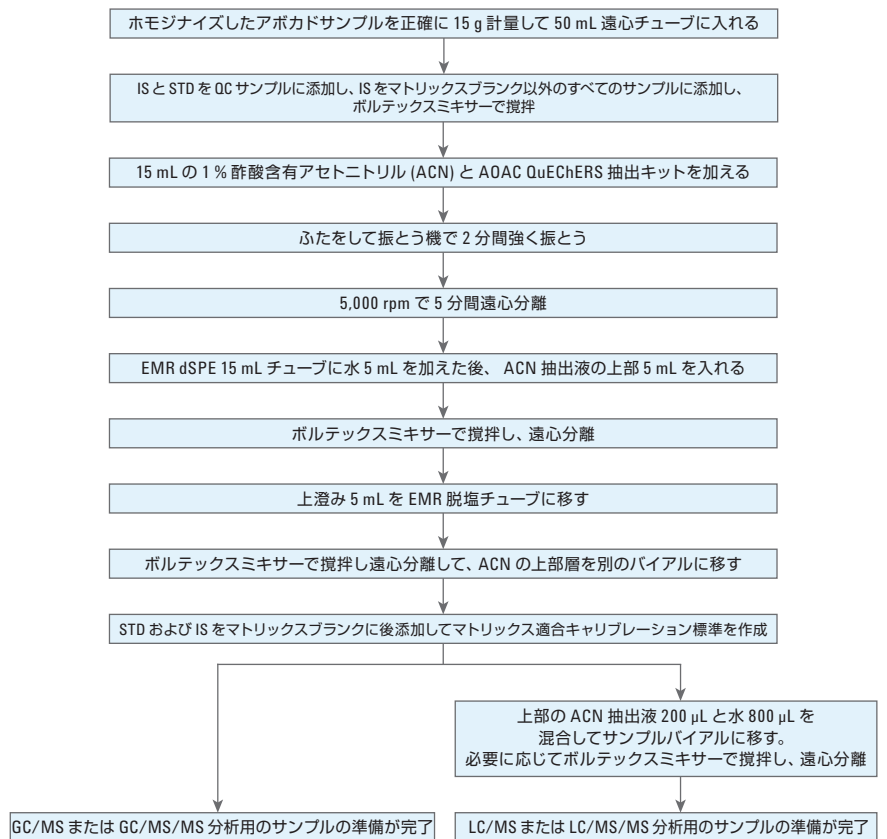 ホモジナイズしたアボカドサンプルを正確に 15 g 計量して 50 mL 遠心チューブに入れる
IS と STD を QC サンプルに添加し、IS をマトリックスブランク以外のすべてのサンプルに添加し、
ボルテックスミキサーで撹拌
15 mL の 1 % 酢酸含有アセトニトリル (ACN) と AOAC QuEChERS 抽出キットを加える
ふたをして振とう機で 2 分間強く振とう
5,000 rpm で 5 分間遠心分離
EMR dSPE 15 mL チューブに水 5 mL を加えた後、 ACN 抽出液の上部 5 mL を入れる
ボルテックスミキサーで撹拌し、遠心分離
上澄み 5 mL を EMR 脱塩チューブに移す
ボルテックスミキサーで撹拌し遠心分離して、ACN の上部層を別のバイアルに移す
STD および IS をマトリックスブランクに後添加してマトリックス適合キャリブレーション標準を作成
上部の ACN 抽出液 200 µL と水 800 µL を
混合してサンプルバイアルに移す。
必要に応じてボルテックスミキサーで撹拌し、遠心分離
GC/MS または GC/MS/MS 分析用のサンプルの準備が完了
LC/MS または LC/MS/MS 分析用のサンプルの準備が完了